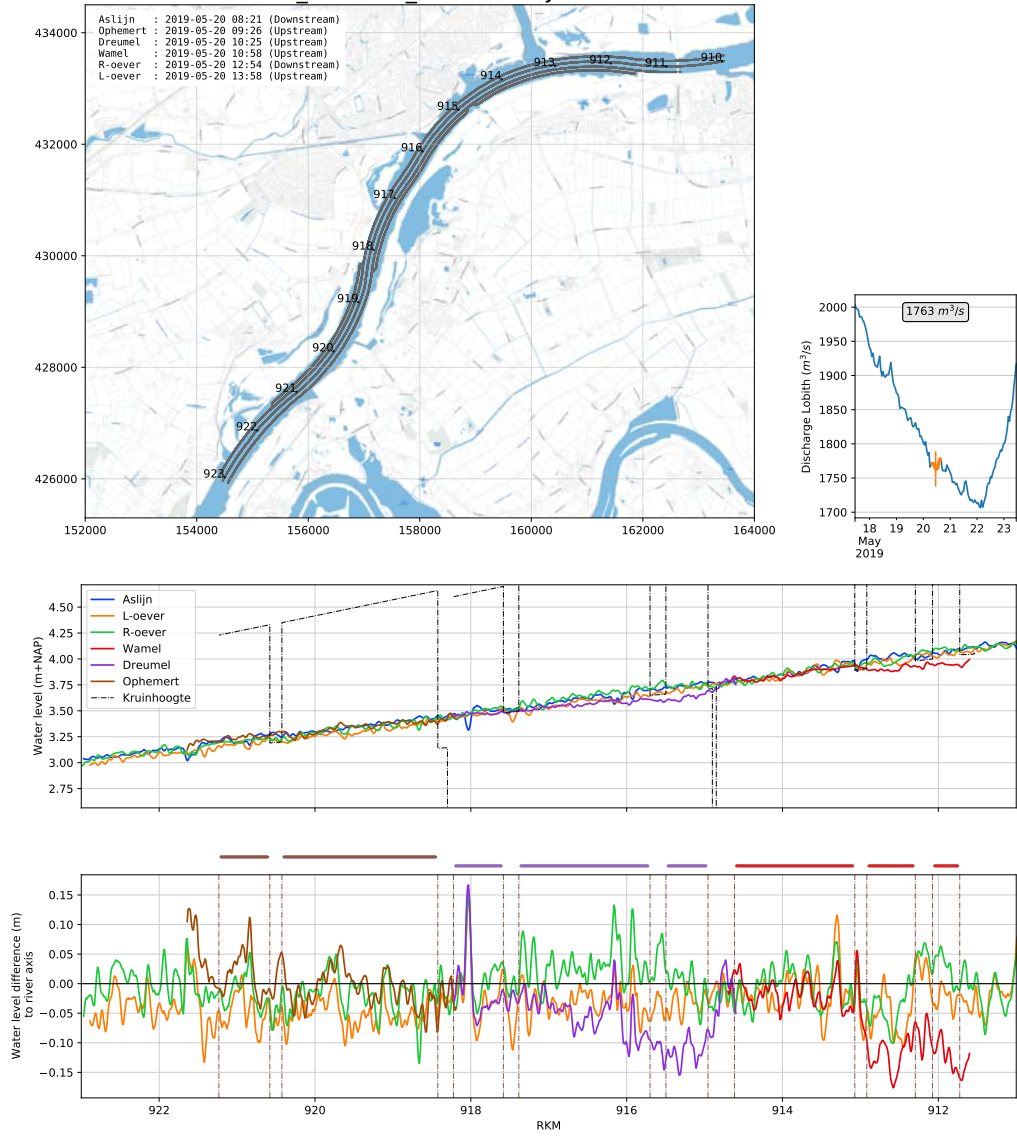 Aslijn : 2019-05-20 08:21 (Downstream)
Ophemert : 2019-05-20 09:26 (Upstream)
Dreumel : 2019-05-20 10:25 (Upstream)
Wamel : 2019-05-20 10:58 (Upstream)
R-oever : 2019-05-20 12:54 (Downstream)
L-oever : 2019-05-20 13:58 (Upstream)
434000
432000
430000
428000
426000
910
911
912
913
914
915
916
917
918
919
920
921
922
923
152000 154000 156000 158000 160000 162000 164000
1763 m³/s
Discharge Lobith (m³/s)
2000
1950
1900
1850
1800
1750
1700
18 19 20 21 22 23
May
2019
Water level (m+NAP)
4.50
4.25
4.00
3.75
3.50
3.25
3.00
2.75
Aslijn
L-oever
R-oever
Wamel
Dreumel
Ophemert
Kruinhoogte
Water level difference (m)
to river axis
0.15
0.10
0.05
0.00
−0.05
−0.10
−0.15
922 920 918 916 914 912
RKM